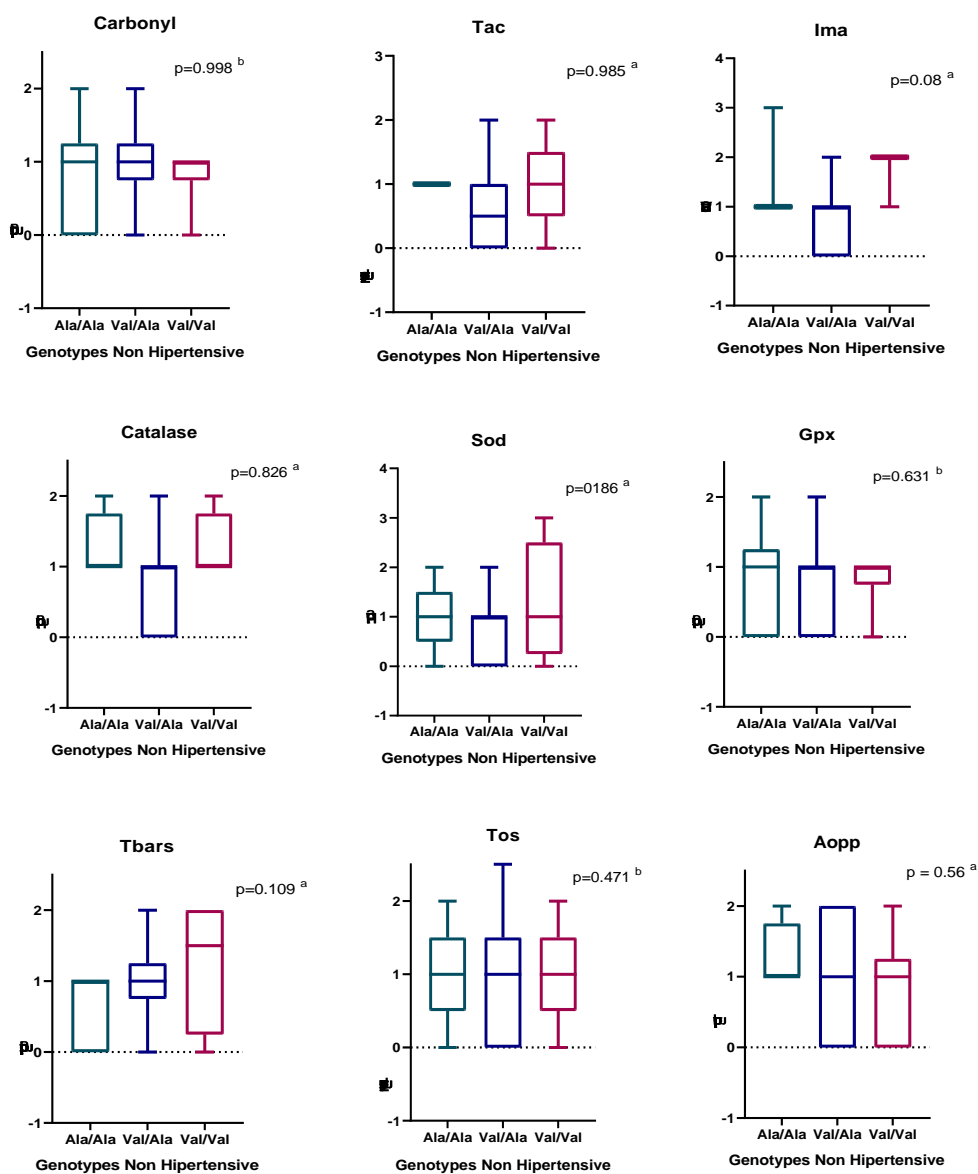 Carbonyl
p=0.998 b
2
1
0
-1
Ala/Ala Val/Ala Val/Val
Genotypes Non Hipertensive
Tac
p=0.985 a
3
2
1
0
-1
Ala/Ala Val/Ala Val/Val
Genotypes Non Hipertensive
Ima
p=0.08 a
4
3
2
1
0
-1
Ala/Ala Val/Ala Val/Val
Genotypes Non Hipertensive
Catalase
p=0.826 a
2
1
0
-1
Ala/Ala Val/Ala Val/Val
Genotypes Non Hipertensive
Sod
p=0186 a
4
3
2
1
0
-1
Ala/Ala Val/Ala Val/Val
Genotypes Non Hipertensive
Gpx
p=0.631 b
2
1
0
-1
Ala/Ala Val/Ala Val/Val
Genotypes Non Hipertensive
Tbars
p=0.109 a
2
1
0
-1
Ala/Ala Val/Ala Val/Val
Genotypes Non Hipertensive
Tos
p=0.471 b
2
1
0
-1
Ala/Ala Val/Ala Val/Val
Genotypes Non Hipertensive
Aopp
p = 0.56 a
2
1
0
-1
Ala/Ala Val/Ala Val/Val
Genotypes Non Hipertensive